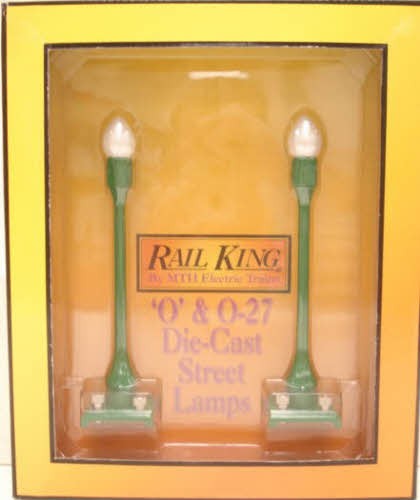 RAIL KING
By MTH Electric Trains
'O' & O-27
Die-Cast
Street
Lamps